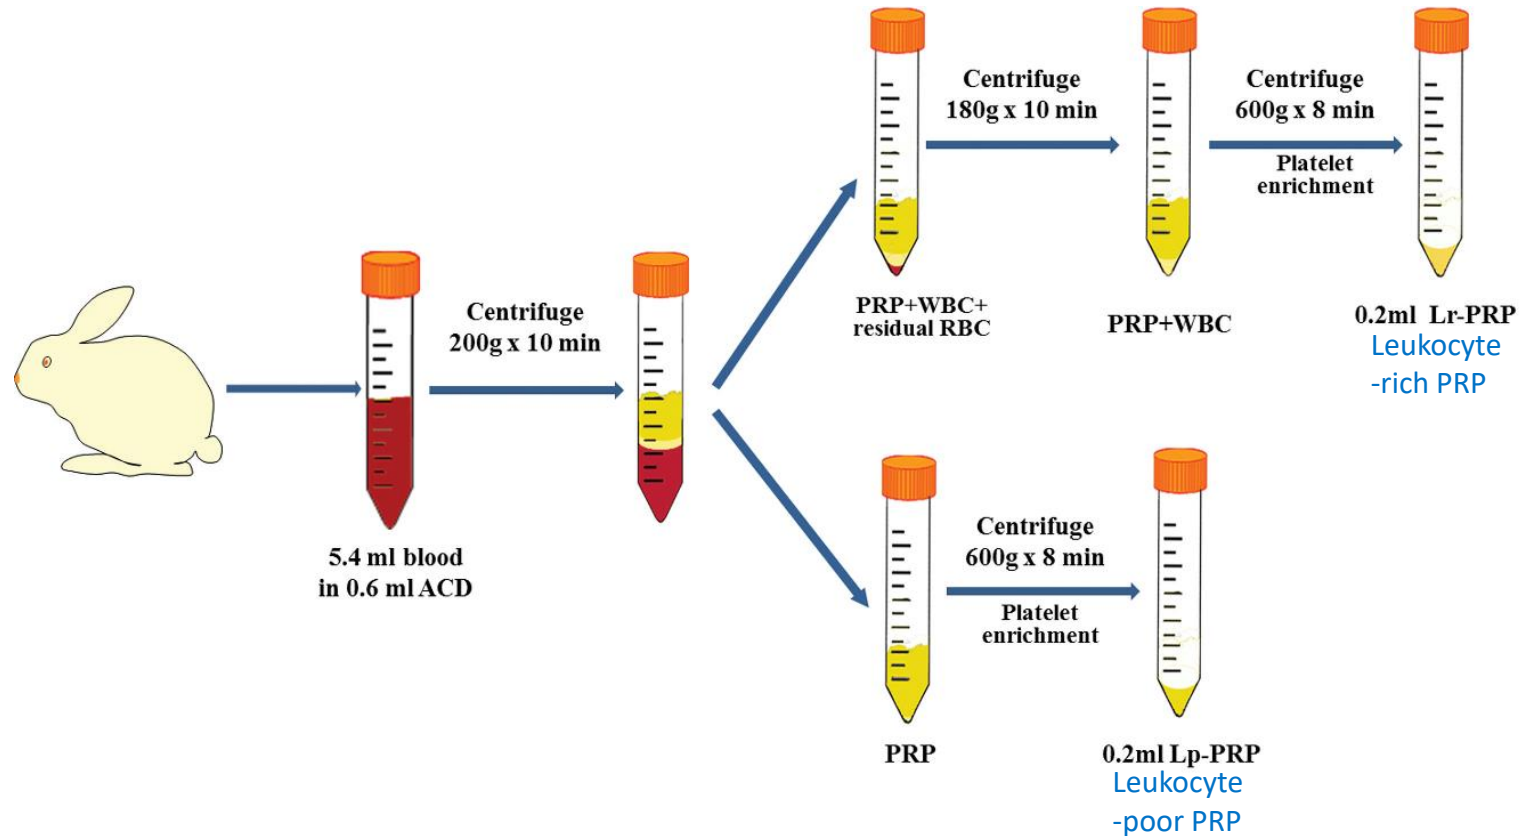 5.4 ml blood
in 0.6 ml ACD
Centrifuge
200g x 10 min
PRP+WBC+
residual RBC
Centrifuge
180g x 10 min
PRP+WBC
Centrifuge
600g x 8 min
Platelet
enrichment
0.2ml Lr-PRP
Leukocyte
-rich PRP
PRP
Centrifuge
600g x 8 min
Platelet
enrichment
0.2ml Lp-PRP
Leukocyte
-poor PRP